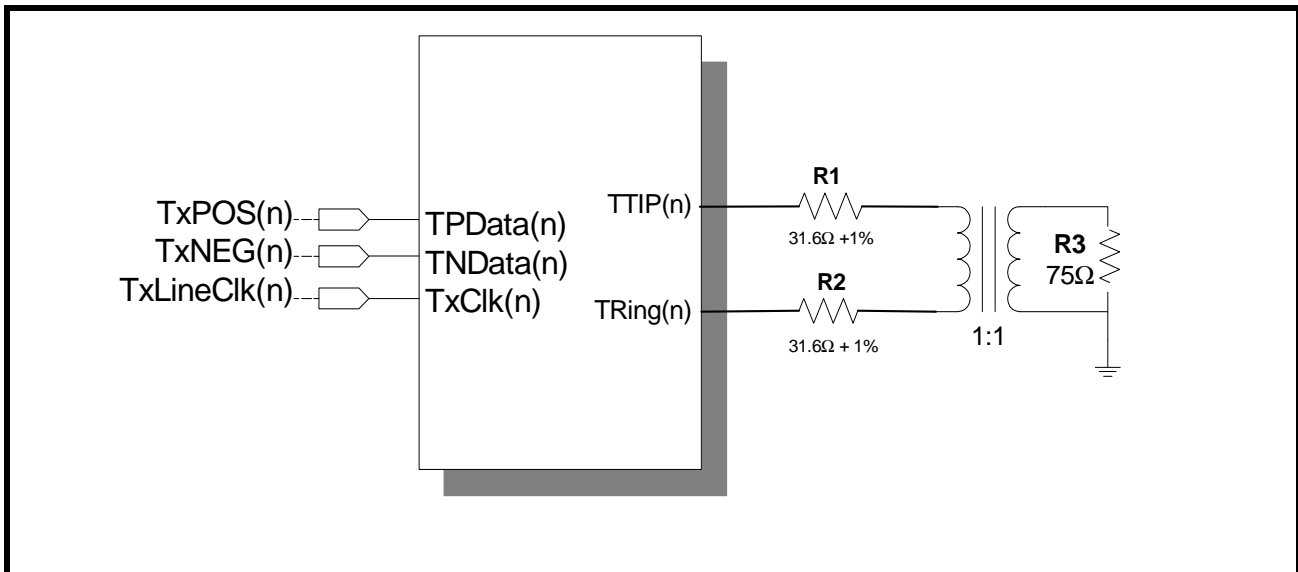 TxPOS(n)
TxNEG(n)
TxLineClk(n)
TPData(n)
TNData(n)
TxClk(n)
TTIP(n)
TRing(n)
R1
31.6Ω +1%
R2
31.6Ω + 1%
1:1
R3
75Ω